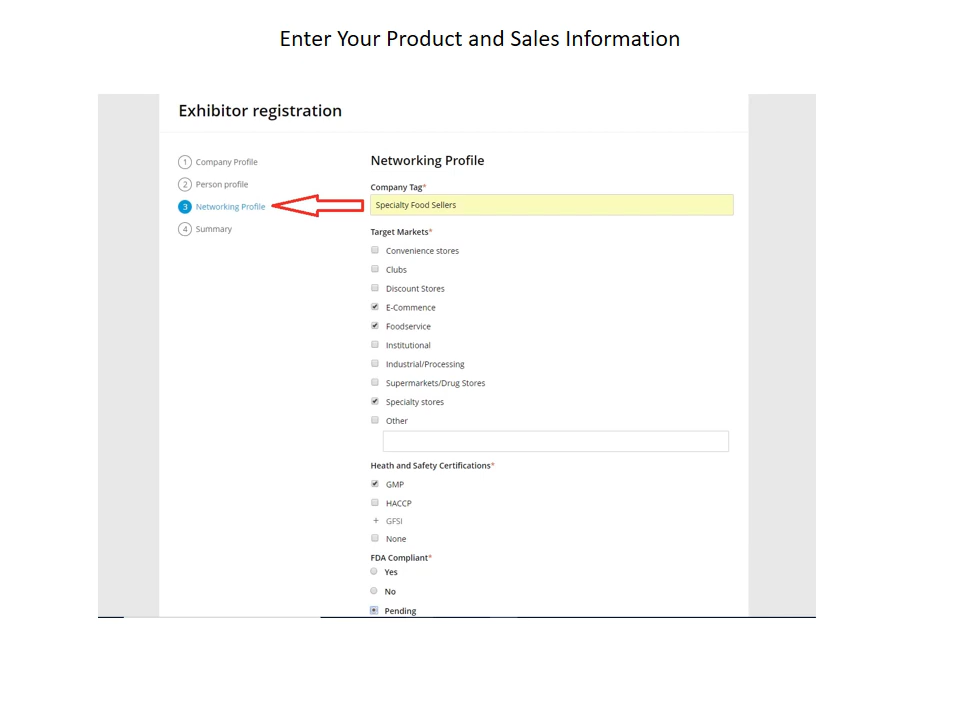 Enter Your Product and Sales Information
Exhibitor registration
1 Company Profile
2 Person profile
3 Networking Profile
4 Summary
Networking Profile
Company Tag*
Specialty Food Sellers
Target Markets*
Convenience stores
Clubs
Discount Stores
E-Commence
Foodservice
Institutional
Industrial/Processing
Supermarkets/Drug Stores
Specialty stores
Other
Heath and Safety Certifications*
GMP
HACCP
+ GFSI
None
FDA Compliant*
Yes
No
Pending